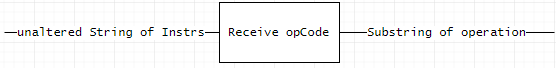 unaltered String of Instrs Receive opCode Substring of operation